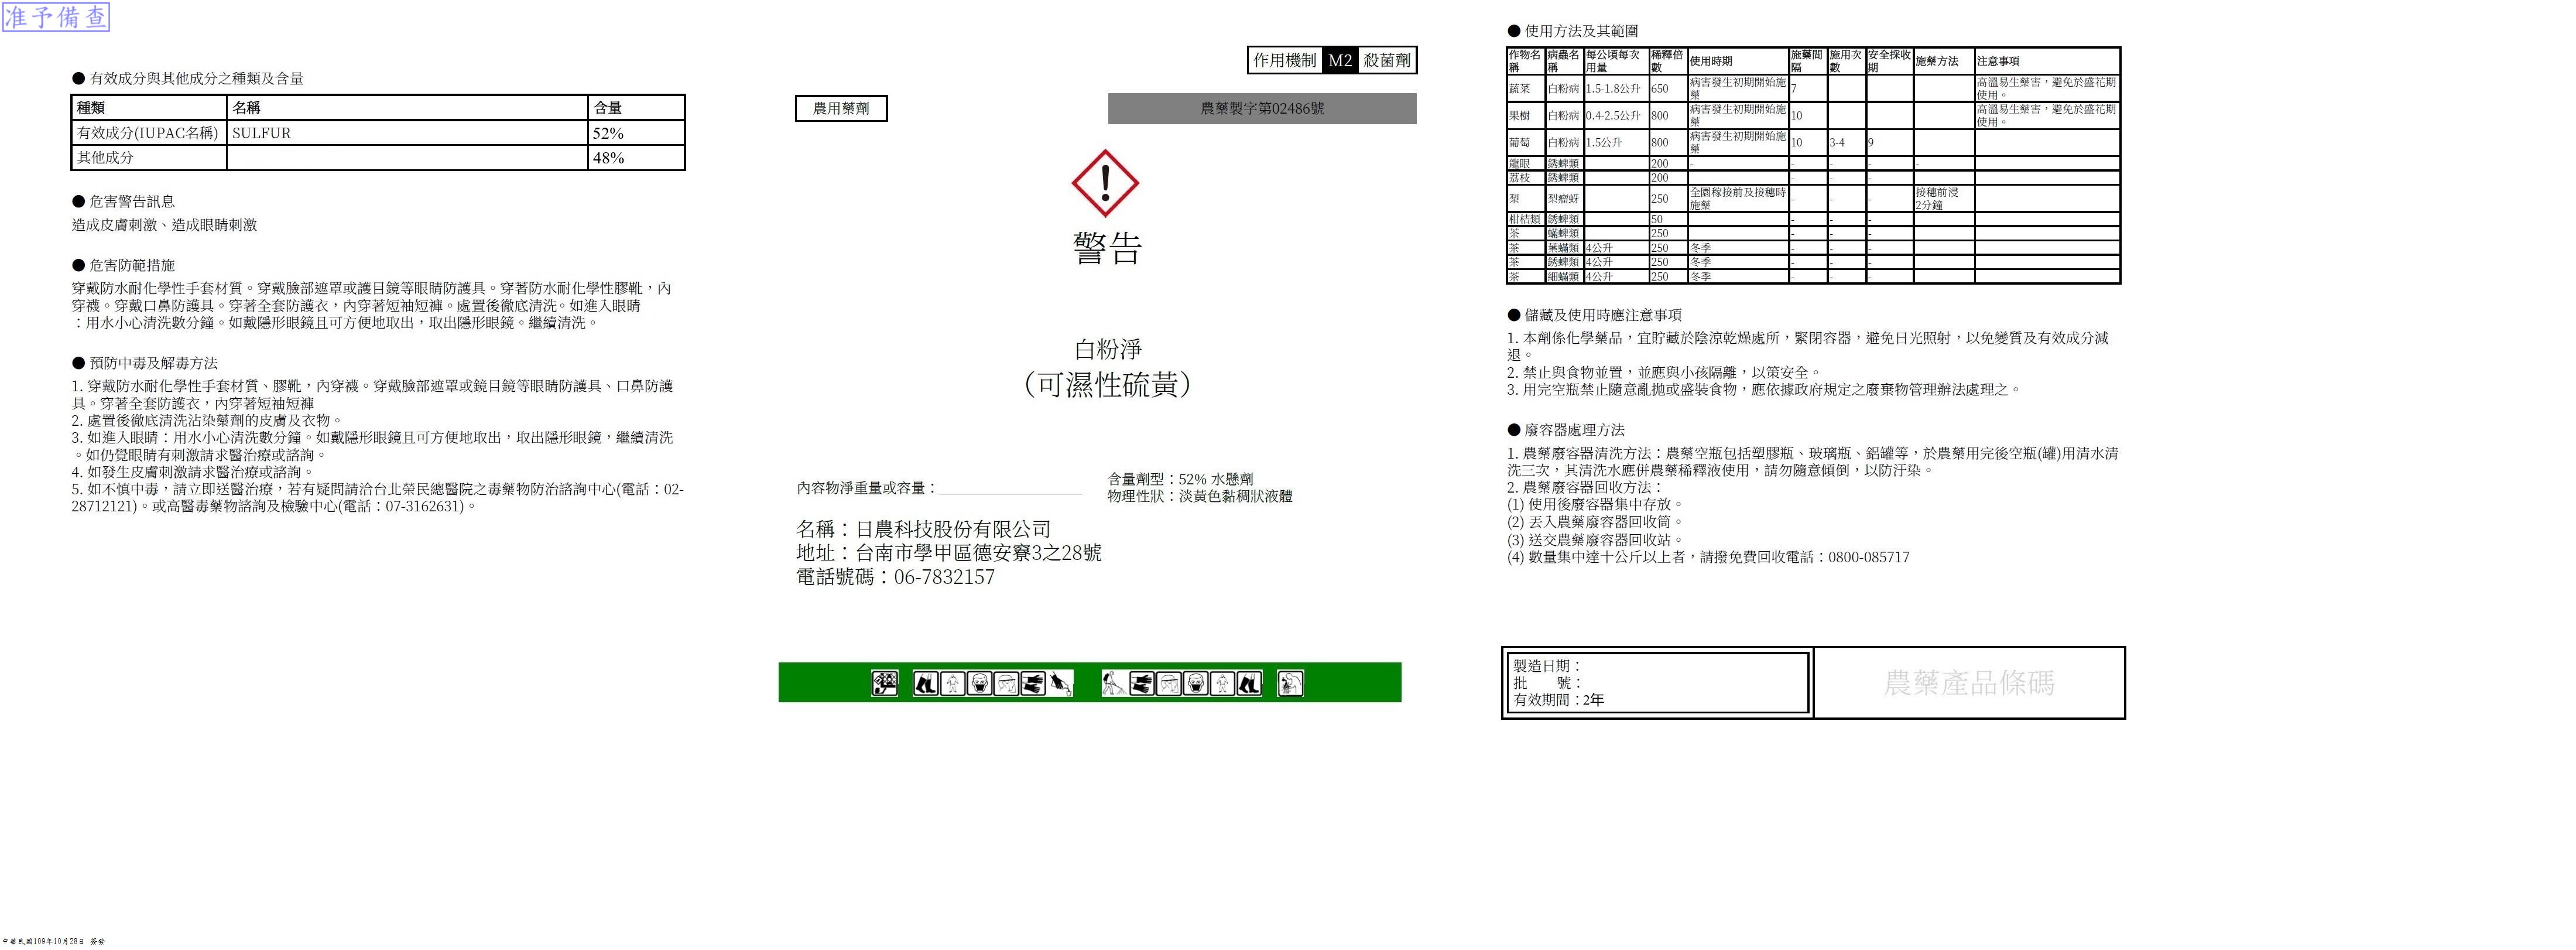 准予備查
● 有效成分與其他成分之種類及含量
種類 名稱 含量
有效成分(IUPAC名稱) SULFUR 52%
其他成分 48%
● 危害警告訊息
造成皮膚刺激、造成眼睛刺激
● 危害防範措施
穿戴防水耐化學性手套材質。穿戴臉部遮罩或護目鏡等眼睛防護具。穿著防水耐化學性膠靴，內
穿襪。穿戴口鼻防護具。穿著全套防護衣，內穿著短袖短褲。處置後徹底清洗。如進入眼睛
：用水小心清洗數分鐘。如戴隱形眼鏡且可方便地取出，取出隱形眼鏡。繼續清洗。
● 預防中毒及解毒方法
1. 穿戴防水耐化學性手套材質、膠靴，內穿襪。穿戴臉部遮罩或鏡目鏡等眼睛防護具、口鼻防護
具。穿著全套防護衣，內穿著短袖短褲
2. 處置後徹底清洗沾染藥劑的皮膚及衣物。
3. 如進入眼睛：用水小心清洗數分鐘。如戴隱形眼鏡且可方便地取出，取出隱形眼鏡，繼續清洗
。如仍覺眼睛有刺激請求醫治療或諮詢。
4. 如發生皮膚刺激請求醫治療或諮詢。
5. 如不慎中毒，請立即送醫治療，若有疑問請洽台北榮民總醫院之毒藥物防治諮詢中心(電話：02-
28712121)。或高醫毒藥物諮詢及檢驗中心(電話：07-3162631)。
作用機制 M2 殺菌劑
農用藥劑
農藥製字第02486號
警告
白粉淨
（可濕性硫黃）
內容物淨重量或容量：
含量劑型：52% 水懸劑
物理性狀：淡黃色黏稠狀液體
名稱：日農科技股份有限公司
地址：台南市學甲區德安寮3之28號
電話號碼：06-7832157
● 使用方法及其範圍
作物名稱 病蟲名稱 每公頃每次用量 稀釋倍數 使用時期 施藥間隔 施用次數 安全採收期 施藥方法 注意事項
蔬菜 白粉病 1.5-1.8公升 650 病害發生初期開始施藥 7 高溫易生藥害，避免於盛花期使用。
果樹 白粉病 0.4-2.5公升 800 病害發生初期開始施藥 10 高溫易生藥害，避免於盛花期使用。
葡萄 白粉病 1.5公升 800 病害發生初期開始施藥 10 3-4 9
龍眼 銹蜱類 200 - - - - -
荔枝 銹蜱類 200 - - -
梨 梨瘤蚜 250 全園嫁接前及接穗時施藥 - - - 接穗前浸2分鐘
柑桔類 銹蜱類 50 - - -
茶 蟎蜱類 250 - - -
茶 葉蟎類 4公升 250 冬季 - - -
茶 銹蜱類 4公升 250 冬季 - - -
茶 細蟎類 4公升 250 冬季 - - -
● 儲藏及使用時應注意事項
1. 本劑係化學藥品，宜貯藏於陰涼乾燥處所，緊閉容器，避免日光照射，以免變質及有效成分減
退。
2. 禁止與食物並置，並應與小孩隔離，以策安全。
3. 用完空瓶禁止隨意亂拋或盛裝食物，應依據政府規定之廢棄物管理辦法處理之。
● 廢容器處理方法
1. 農藥廢容器清洗方法：農藥空瓶包括塑膠瓶、玻璃瓶、鋁罐等，於農藥用完後空瓶(罐)用清水清
洗三次，其清洗水應併農藥稀釋液使用，請勿隨意傾倒，以防汙染。
2. 農藥廢容器回收方法：
(1) 使用後廢容器集中存放。
(2) 丟入農藥廢容器回收筒。
(3) 送交農藥廢容器回收站。
(4) 數量集中達十公斤以上者，請撥免費回收電話：0800-085717
製造日期：
批 號：
有效期間：2年
農藥產品條碼
中華民國109年10月28日 簽發